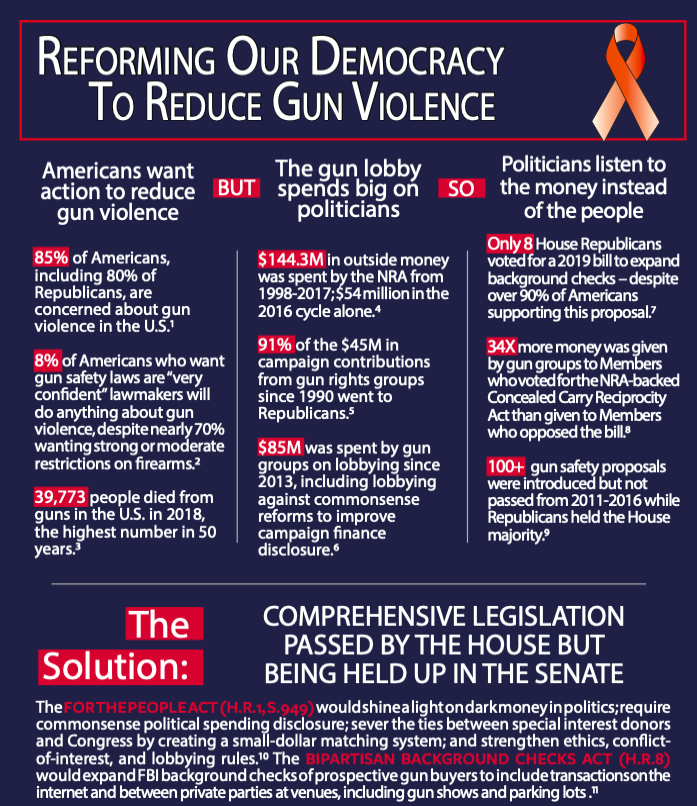 REFORMING OUR DEMOCRACY
TO REDUCE GUN VIOLENCE
Americans want
action to reduce
gun violence
BUT
The gun lobby
spends big on
politicians
SO
Politicians listen to
the money instead
of the people
85% of Americans,
including 80% of
Republicans, are
concerned about gun
violence in the U.S.¹
8% of Americans who want
gun safety laws are “very
confident” lawmakers will
do anything about gun
violence, despite nearly 70%
wanting strong or moderate
restrictions on firearms.²
39,773 people died from
guns in the U.S. in 2018,
the highest number in 50
years.³
$144.3M in outside money
was spent by the NRA from
1998-2017; $54 million in the
2016 cycle alone.⁴
91% of the $45M in
campaign contributions
from gun rights groups
since 1990 went to
Republicans.⁵
$85M was spent by gun
groups on lobbying since
2013, including lobbying
against commonsense
reforms to improve
campaign finance
disclosure.⁶
Only 8 House Republicans
voted for a 2019 bill to expand
background checks – despite
over 90% of Americans
supporting this proposal.⁷
34X more money was given
by gun groups to Members
who voted for the NRA-backed
Concealed Carry Reciprocity
Act than given to Members
who opposed the bill.⁸
100+ gun safety proposals
were introduced but not
passed from 2011-2016 while
Republicans held the House
majority.⁹
The
Solution:
COMPREHENSIVE LEGISLATION
PASSED BY THE HOUSE BUT
BEING HELD UP IN THE SENATE
The FOR THE PEOPLE ACT (H.R.1, S.949) would shine a light on dark money in politics; require
commonsense political spending disclosure; sever the ties between special interest donors
and Congress by creating a small-dollar matching system; and strengthen ethics, conflict-
of-interest, and lobbying rules.¹⁰ The BIPARTISAN BACKGROUND CHECKS ACT (H.R.8)
would expand FBI background checks of prospective gun buyers to include transactions on the
internet and between private parties at venues, including gun shows and parking lots .¹¹